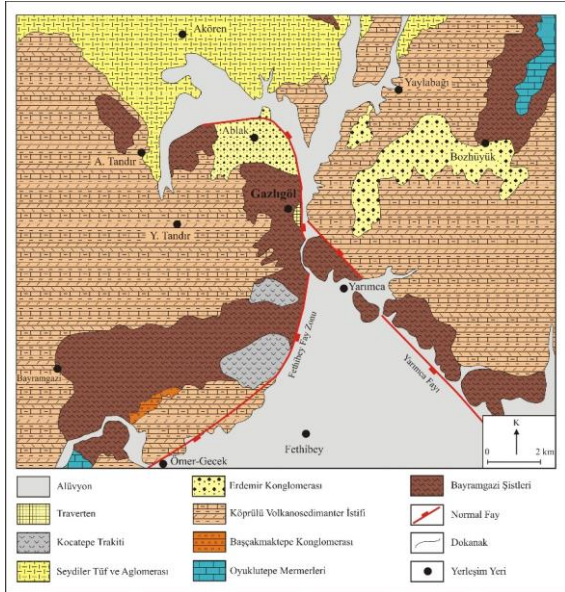 Akören
Yaylabağı
Ablak
A. Tandır
Bozhüyük
Gazlıgöl
Y. Tandır
Yarımca
Fethibey Fay Zonu
Yarımca Fayı
Bayramgazi
Fethibey
Ömer-Gecek
K
0 2 km
Alüvyon
Erdemir Konglomerası
Bayramgazi Şistleri
Traverten
Köprülü Volkanosedimanter İstifi
Normal Fay
Kocatepe Trakiti
Başçakmaktepe Konglomerası
Dokanak
Seydiler Tüf ve Aglomerası
Oyuklutepe Mermerleri
Yerleşim Yeri